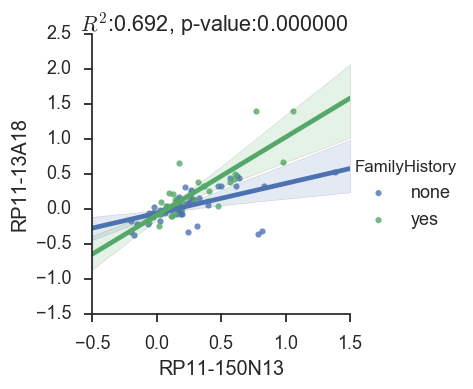 R²:0.692, p-value:0.000000
2.5
2.0
1.5
1.0
0.5
0.0
−0.5
−1.0
−1.5
RP11-13A18
−0.5 0.0 0.5 1.0 1.5
RP11-150N13
FamilyHistory
none
yes